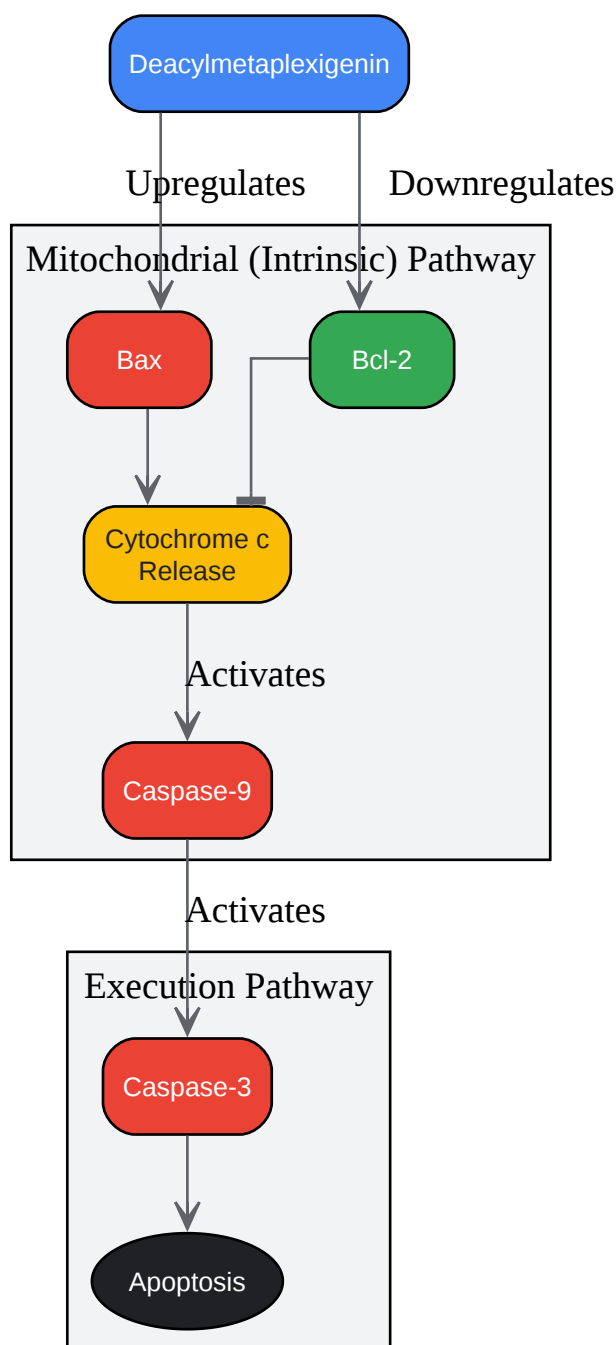 Deacylmetaplexigenin
Upregulates
Downregulates
Mitochondrial (Intrinsic) Pathway
Bax
Bcl-2
Cytochrome c
Release
Activates
Caspase-9
Activates
Execution Pathway
Caspase-3
Apoptosis